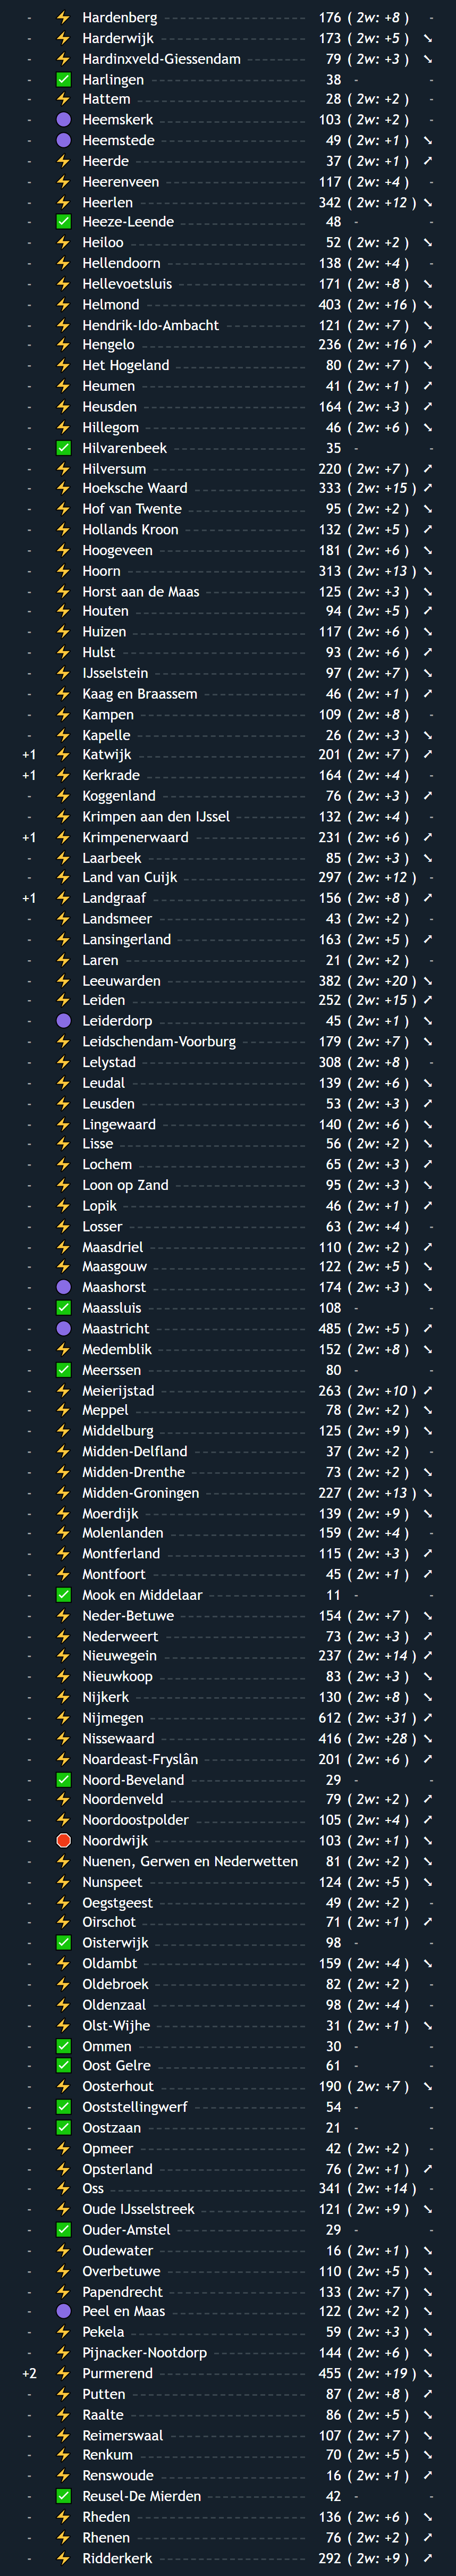 - ⚡ Hardenberg 176 ( 2w: +8 ) -
- ⚡ Harderwijk 173 ( 2w: +5 ) ↘
- ⚡ Hardinxveld-Giessendam 79 ( 2w: +3 ) ↘
- ✅ Harlingen 38 - -
- ⚡ Hattem 28 ( 2w: +2 ) -
- 🟣 Heemskerk 103 ( 2w: +2 ) -
- 🟣 Heemstede 49 ( 2w: +1 ) ↘
- ⚡ Heerde 37 ( 2w: +1 ) ↗
- ⚡ Heerenveen 117 ( 2w: +4 ) -
- ⚡ Heerlen 342 ( 2w: +12 ) ↘
- ✅ Heeze-Leende 48 - -
- ⚡ Heiloo 52 ( 2w: +2 ) ↘
- ⚡ Hellendoorn 138 ( 2w: +4 ) -
- ⚡ Hellevoetsluis 171 ( 2w: +8 ) ↘
- ⚡ Helmond 403 ( 2w: +16 ) ↘
- ⚡ Hendrik-Ido-Ambacht 121 ( 2w: +7 ) ↘
- ⚡ Hengelo 236 ( 2w: +16 ) ↗
- ⚡ Het Hogeland 80 ( 2w: +7 ) ↘
- ⚡ Heumen 41 ( 2w: +1 ) ↗
- ⚡ Heusden 164 ( 2w: +3 ) ↗
- ⚡ Hillegom 46 ( 2w: +6 ) ↘
- ✅ Hilvarenbeek 35 - -
- ⚡ Hilversum 220 ( 2w: +7 ) ↗
- ⚡ Hoeksche Waard 333 ( 2w: +15 ) ↗
- ⚡ Hof van Twente 95 ( 2w: +2 ) ↘
- ⚡ Hollands Kroon 132 ( 2w: +5 ) ↗
- ⚡ Hoogeveen 181 ( 2w: +6 ) ↘
- ⚡ Hoorn 313 ( 2w: +13 ) ↘
- ⚡ Horst aan de Maas 125 ( 2w: +3 ) ↘
- ⚡ Houten 94 ( 2w: +5 ) ↗
- ⚡ Huizen 117 ( 2w: +6 ) ↘
- ⚡ Hulst 93 ( 2w: +6 ) ↗
- ⚡ IJsselstein 97 ( 2w: +7 ) ↘
- ⚡ Kaag en Braassem 46 ( 2w: +1 ) ↗
- ⚡ Kampen 109 ( 2w: +8 ) -
- ⚡ Kapelle 26 ( 2w: +3 ) ↘
+1 ⚡ Katwijk 201 ( 2w: +7 ) ↗
+1 ⚡ Kerkrade 164 ( 2w: +4 ) -
- ⚡ Koggenland 76 ( 2w: +3 ) ↗
- ⚡ Krimpen aan den IJssel 132 ( 2w: +4 ) -
+1 ⚡ Krimpenerwaard 231 ( 2w: +6 ) ↗
- ⚡ Laarbeek 85 ( 2w: +3 ) ↘
- ⚡ Land van Cuijk 297 ( 2w: +12 ) -
+1 ⚡ Landgraaf 156 ( 2w: +8 ) ↗
- ⚡ Landsmeer 43 ( 2w: +2 ) -
- ⚡ Lansingerland 163 ( 2w: +5 ) ↗
- ⚡ Laren 21 ( 2w: +2 ) -
- ⚡ Leeuwarden 382 ( 2w: +20 ) ↘
- ⚡ Leiden 252 ( 2w: +15 ) ↗
- 🟣 Leiderdorp 45 ( 2w: +1 ) ↘
- ⚡ Leidschendam-Voorburg 179 ( 2w: +7 ) ↘
- ⚡ Lelystad 308 ( 2w: +8 ) -
- ⚡ Leudal 139 ( 2w: +6 ) ↘
- ⚡ Leusden 53 ( 2w: +3 ) ↗
- ⚡ Lingewaard 140 ( 2w: +6 ) ↘
- ⚡ Lisse 56 ( 2w: +2 ) ↘
- ⚡ Lochem 65 ( 2w: +3 ) ↗
- ⚡ Loon op Zand 95 ( 2w: +3 ) ↘
- ⚡ Lopik 46 ( 2w: +1 ) ↗
- ⚡ Losser 63 ( 2w: +4 ) -
- ⚡ Maasdriel 110 ( 2w: +2 ) ↗
- ⚡ Maasgouw 122 ( 2w: +5 ) ↘
- 🟣 Maashorst 174 ( 2w: +3 ) ↘
- ✅ Maassluis 108 - -
- 🟣 Maastricht 485 ( 2w: +5 ) ↗
- ⚡ Medemblik 152 ( 2w: +8 ) ↘
- ✅ Meerssen 80 - -
- ⚡ Meierijstad 263 ( 2w: +10 ) ↗
- ⚡ Meppel 78 ( 2w: +2 ) ↘
- ⚡ Middelburg 125 ( 2w: +9 ) ↘
- ⚡ Midden-Delfland 37 ( 2w: +2 ) -
- ⚡ Midden-Drenthe 73 ( 2w: +2 ) ↘
- ⚡ Midden-Groningen 227 ( 2w: +13 ) ↘
- ⚡ Moerdijk 139 ( 2w: +9 ) ↘
- ⚡ Molenlanden 159 ( 2w: +4 ) -
- ⚡ Montferland 115 ( 2w: +3 ) ↗
- ⚡ Montfoort 45 ( 2w: +1 ) ↗
- ✅ Mook en Middelaar 11 - -
- ⚡ Neder-Betuwe 154 ( 2w: +7 ) ↘
- ⚡ Nederweert 73 ( 2w: +3 ) ↗
- ⚡ Nieuwegein 237 ( 2w: +14 ) ↗
- ⚡ Nieuwkoop 83 ( 2w: +3 ) ↘
- ⚡ Nijkerk 130 ( 2w: +8 ) ↘
- ⚡ Nijmegen 612 ( 2w: +31 ) ↗
- ⚡ Nissewaard 416 ( 2w: +28 ) ↘
- ⚡ Noardeast-Fryslân 201 ( 2w: +6 ) ↗
- ✅ Noord-Beveland 29 - -
- ⚡ Noordenveld 79 ( 2w: +2 ) ↗
- ⚡ Noordoostpolder 105 ( 2w: +4 ) ↗
- 🛑 Noordwijk 103 ( 2w: +1 ) ↘
- ⚡ Nuenen, Gerwen en Nederwetten 81 ( 2w: +2 ) ↘
- ⚡ Nunspeet 124 ( 2w: +5 ) ↘
- ⚡ Oegstgeest 49 ( 2w: +2 ) -
- ⚡ Oirschot 71 ( 2w: +1 ) ↗
- ✅ Oisterwijk 98 - -
- ⚡ Oldambt 159 ( 2w: +4 ) ↘
- ⚡ Oldebroek 82 ( 2w: +2 ) -
- ⚡ Oldenzaal 98 ( 2w: +4 ) -
- ⚡ Olst-Wijhe 31 ( 2w: +1 ) ↘
- ✅ Ommen 30 - -
- ✅ Oost Gelre 61 - -
- ⚡ Oosterhout 190 ( 2w: +7 ) ↘
- ✅ Ooststellingwerf 54 - -
- ✅ Oostzaan 21 - -
- ⚡ Opmeer 42 ( 2w: +2 ) -
- ⚡ Opsterland 76 ( 2w: +1 ) ↗
- ⚡ Oss 341 ( 2w: +14 ) -
- ⚡ Oude IJsselstreek 121 ( 2w: +9 ) ↘
- ✅ Ouder-Amstel 29 - -
- ⚡ Oudewater 16 ( 2w: +1 ) ↘
- ⚡ Overbetuwe 110 ( 2w: +5 ) ↘
- ⚡ Papendrecht 133 ( 2w: +7 ) ↘
- 🟣 Peel en Maas 122 ( 2w: +2 ) ↘
- ⚡ Pekela 59 ( 2w: +3 ) ↘
- ⚡ Pijnacker-Nootdorp 144 ( 2w: +6 ) ↘
+2 ⚡ Purmerend 455 ( 2w: +19 ) ↘
- ⚡ Putten 87 ( 2w: +8 ) ↗
- ⚡ Raalte 86 ( 2w: +5 ) ↘
- ⚡ Reimerswaal 107 ( 2w: +7 ) ↘
- ⚡ Renkum 70 ( 2w: +5 ) ↘
- ⚡ Renswoude 16 ( 2w: +1 ) ↗
- ✅ Reusel-De Mierden 42 - -
- ⚡ Rheden 136 ( 2w: +6 ) ↘
- ⚡ Rhenen 76 ( 2w: +2 ) ↗
- ⚡ Ridderkerk 292 ( 2w: +9 ) ↗